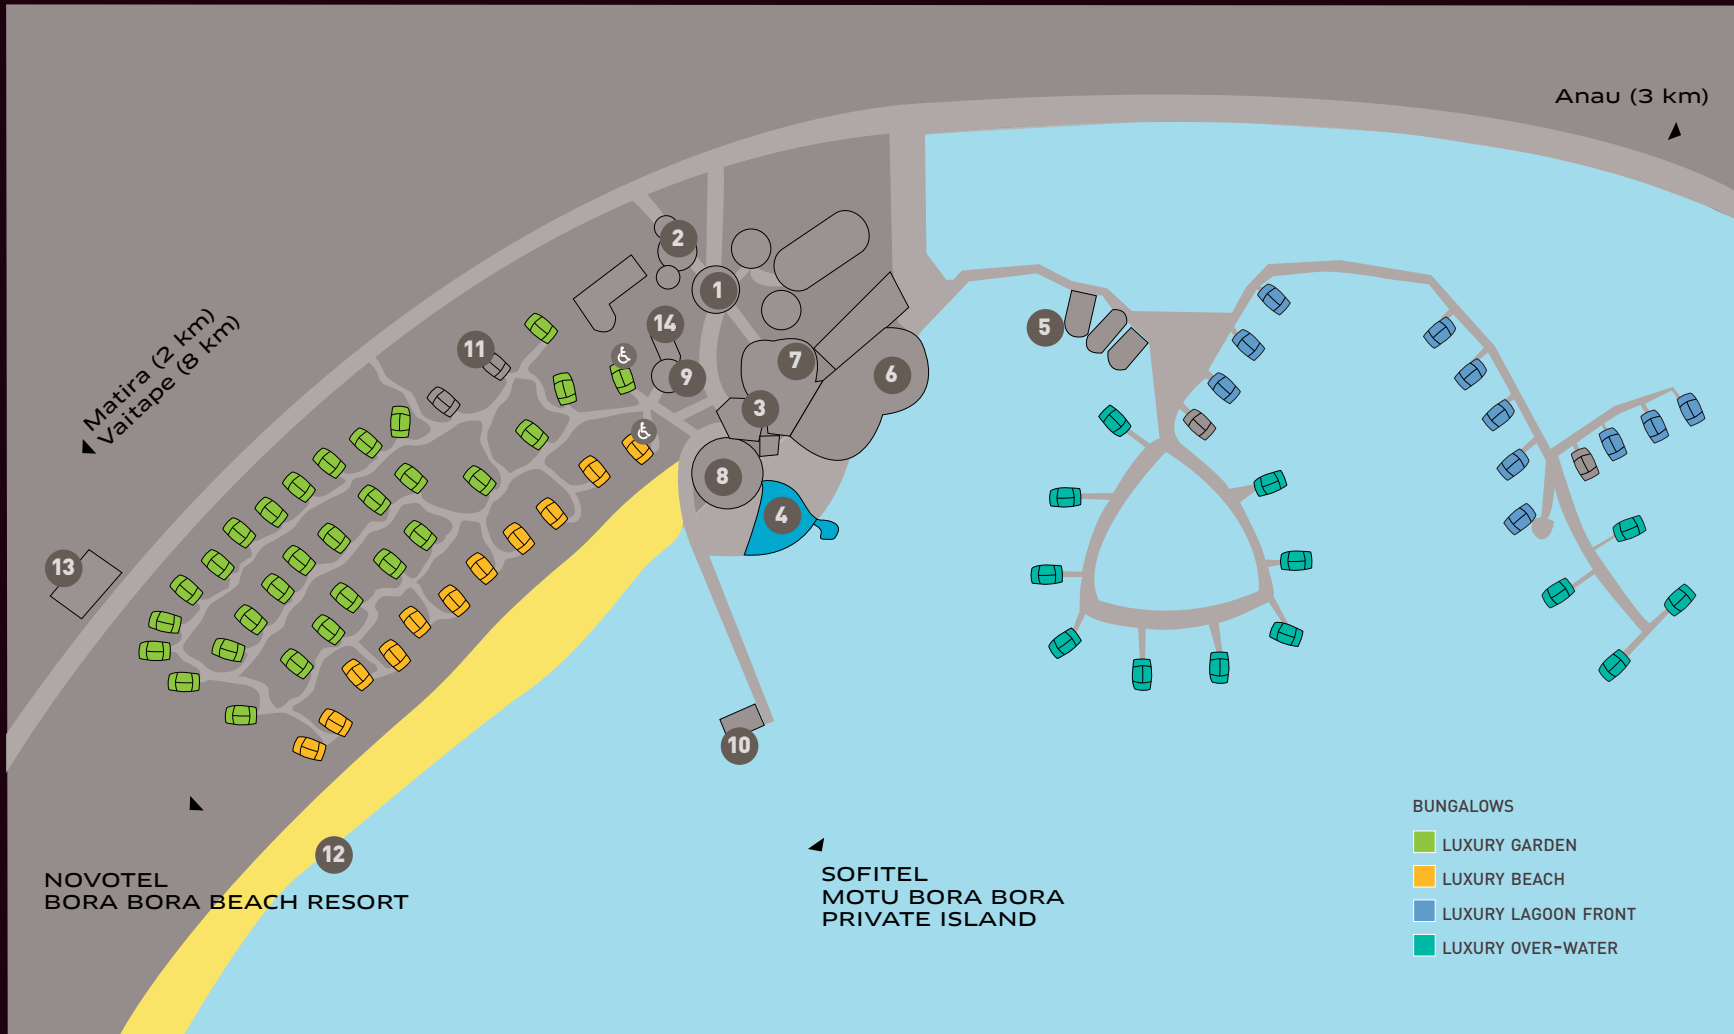 Anau (3 km)
Matira (2 km)
Vaitape (8 km)
2
1
14
5
11
7
9
6
3
8
4
13
10
12
NOVOTEL
BORA BORA BEACH RESORT
SOFITEL
MOTU BORA BORA
PRIVATE ISLAND
BUNGALOWS
LUXURY GARDEN
LUXURY BEACH
LUXURY LAGOON FRONT
LUXURY OVER-WATER